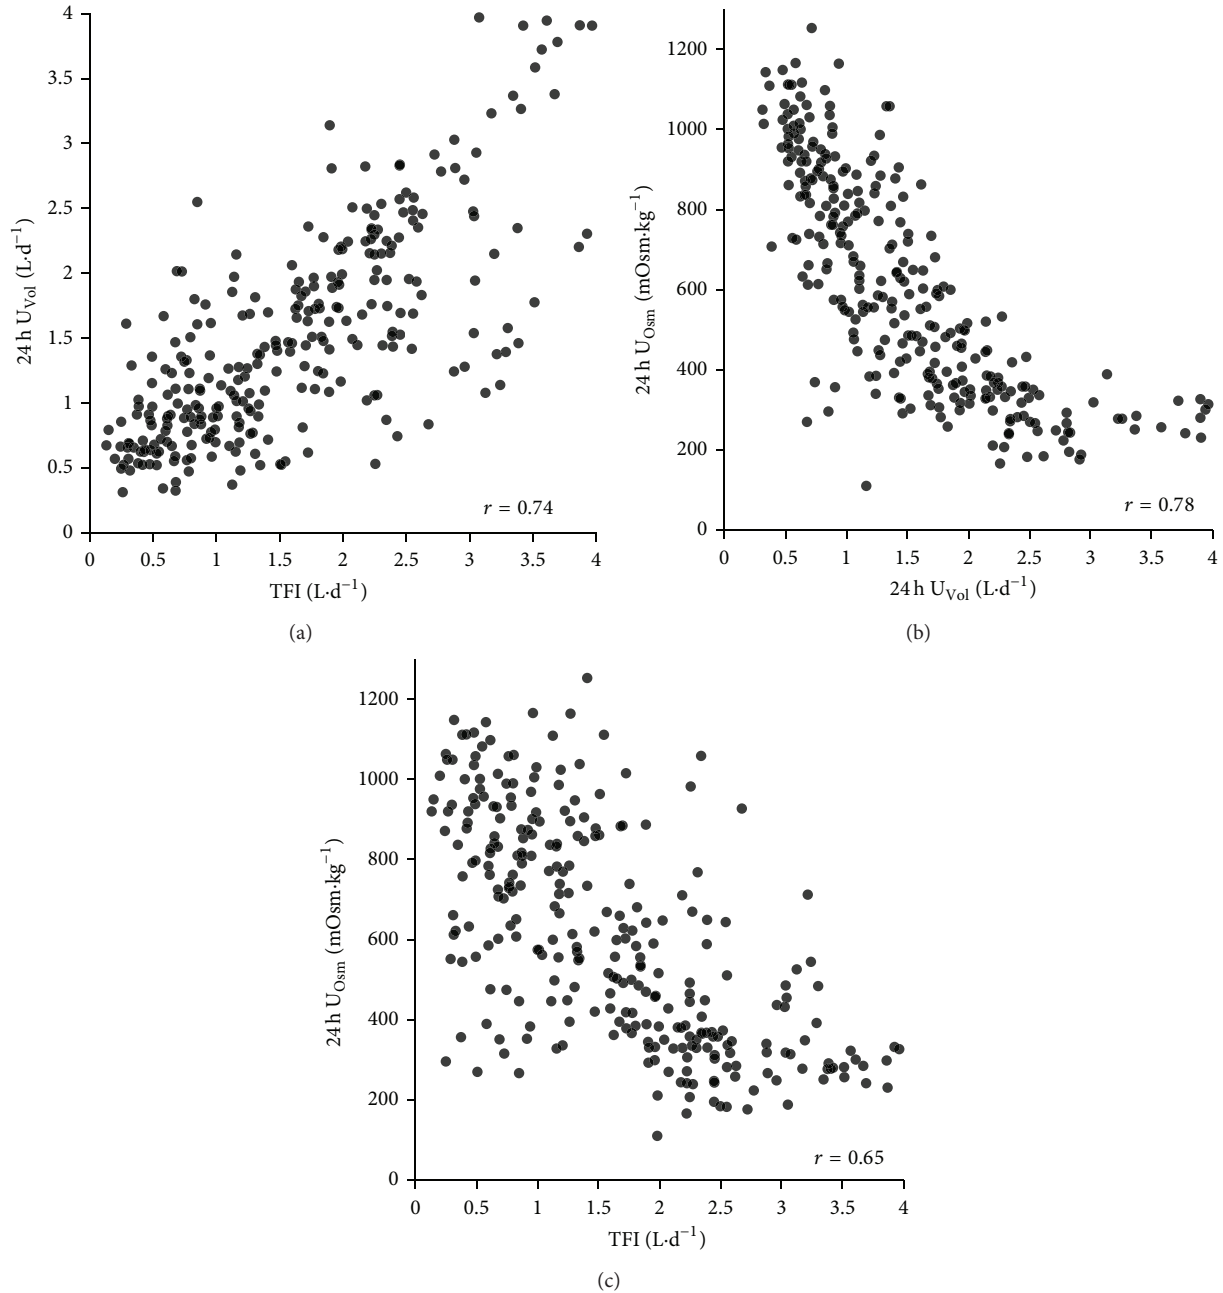 4
3.5
3
2.5
2
1.5
1
0.5
0
24 h U_Vol (L·d⁻¹)
r = 0.74
0 0.5 1 1.5 2 2.5 3 3.5 4
TFI (L·d⁻¹)
(a)
1200
1000
800
600
400
200
0
24 h U_Osm (mOsm·kg⁻¹)
r = 0.78
0 0.5 1 1.5 2 2.5 3 3.5 4
24 h U_Vol (L·d⁻¹)
(b)
1200
1000
800
600
400
200
0
24 h U_Osm (mOsm·kg⁻¹)
r = 0.65
0 0.5 1 1.5 2 2.5 3 3.5 4
TFI (L·d⁻¹)
(c)